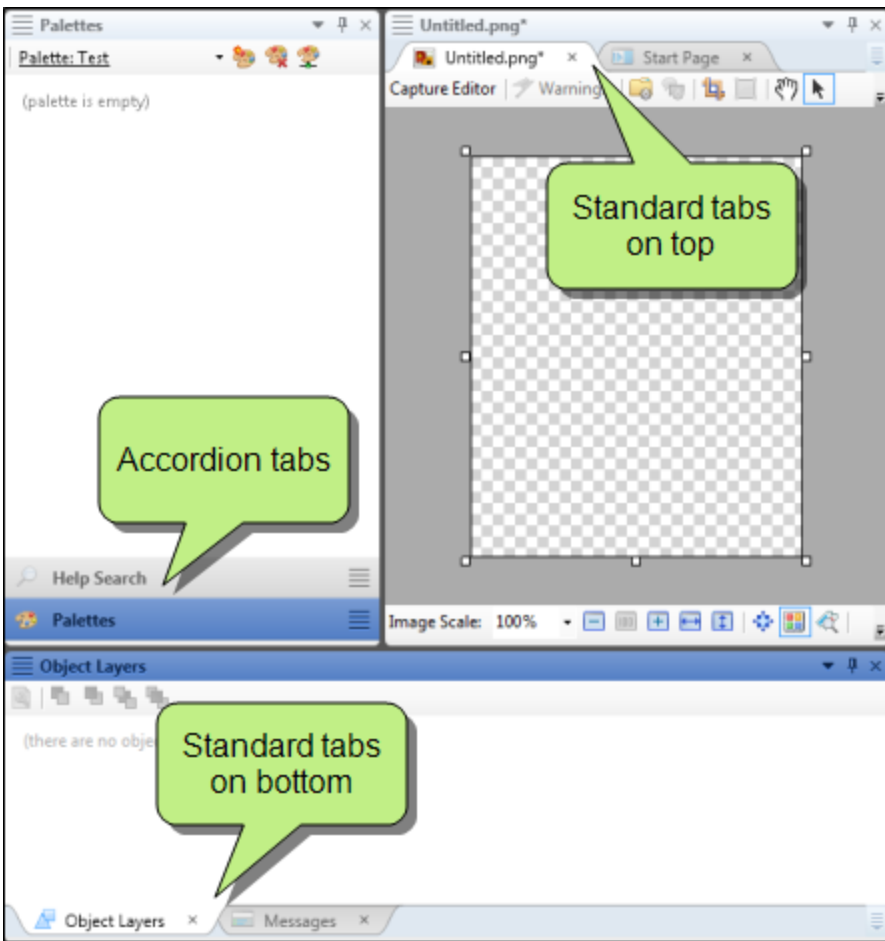 Palettes
Palette: Test
(palette is empty)
Accordion tabs
Help Search
Palettes
Untitled.png*
Untitled.png* Start Page
Capture Editor Warning
Standard tabs
on top
Image Scale: 100%
Object Layers
(there are no obje
Standard tabs
on bottom
Object Layers Messages